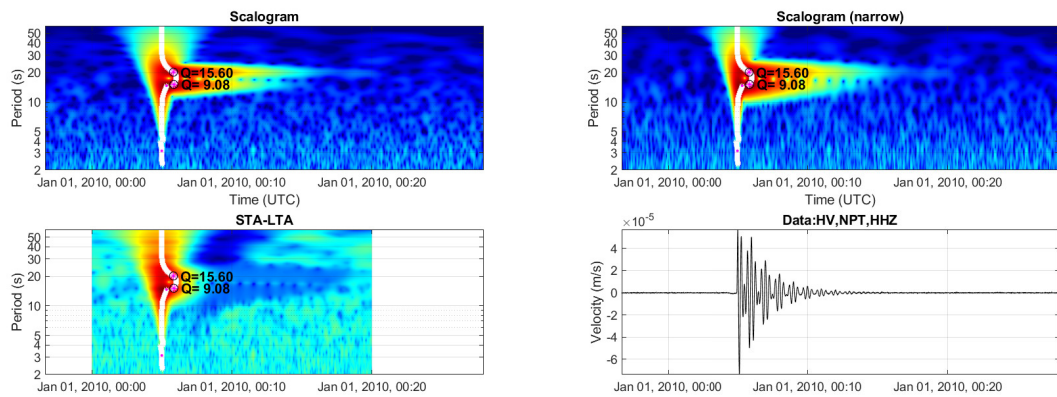 Scalogram
Period (s)
50
40
30
20
10
5
4
3
2
Q=15.60
Q= 9.08
Jan 01, 2010, 00:00
Jan 01, 2010, 00:10
Jan 01, 2010, 00:20
Time (UTC)
Scalogram (narrow)
Period (s)
50
40
30
20
10
5
4
3
2
Q=15.60
Q= 9.08
Jan 01, 2010, 00:00
Jan 01, 2010, 00:10
Jan 01, 2010, 00:20
Time (UTC)
STA-LTA
Period (s)
50
40
30
20
10
5
4
3
2
Q=15.60
Q= 9.08
Jan 01, 2010, 00:00
Jan 01, 2010, 00:10
Jan 01, 2010, 00:20
Data:HV,NPT,HHZ
×10⁻⁵
Velocity (m/s)
4
2
0
-2
-4
-6
Jan 01, 2010, 00:00
Jan 01, 2010, 00:10
Jan 01, 2010, 00:20